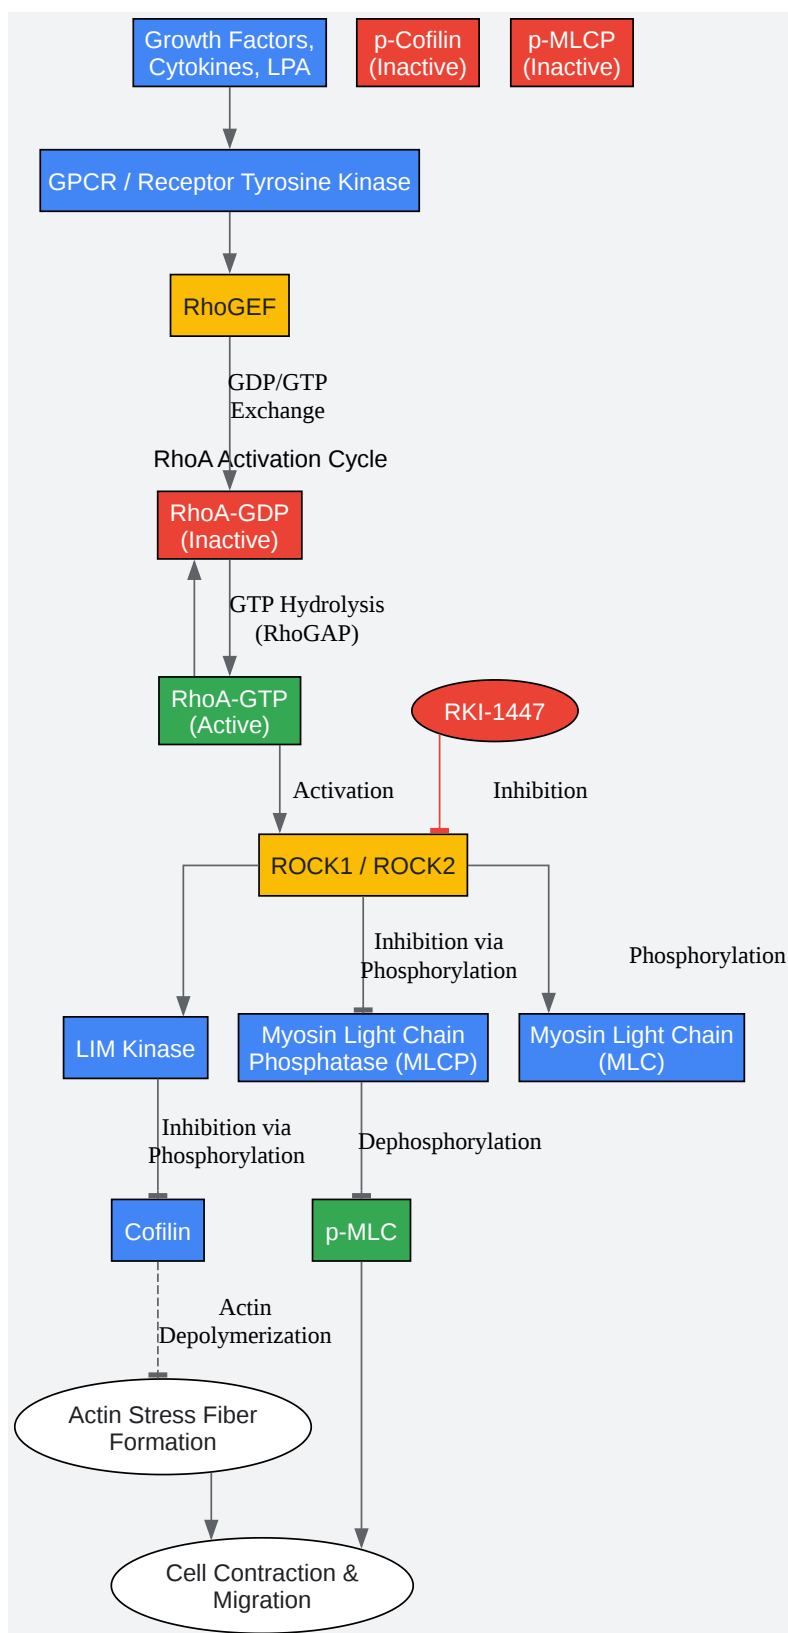 Growth Factors,
Cytokines, LPA
p-Cofilin
(Inactive)
p-MLCP
(Inactive)
GPCR / Receptor Tyrosine Kinase
RhoGEF
GDP/GTP
Exchange
RhoA Activation Cycle
RhoA-GDP
(Inactive)
GTP Hydrolysis
(RhoGAP)
RhoA-GTP
(Active)
RKI-1447
Activation
Inhibition
ROCK1 / ROCK2
Inhibition via
Phosphorylation
Phosphorylation
LIM Kinase
Myosin Light Chain
Phosphatase (MLCP)
Myosin Light Chain
(MLC)
Inhibition via
Phosphorylation
Dephosphorylation
Cofilin
p-MLC
Actin
Depolymerization
Actin Stress Fiber
Formation
Cell Contraction &
Migration